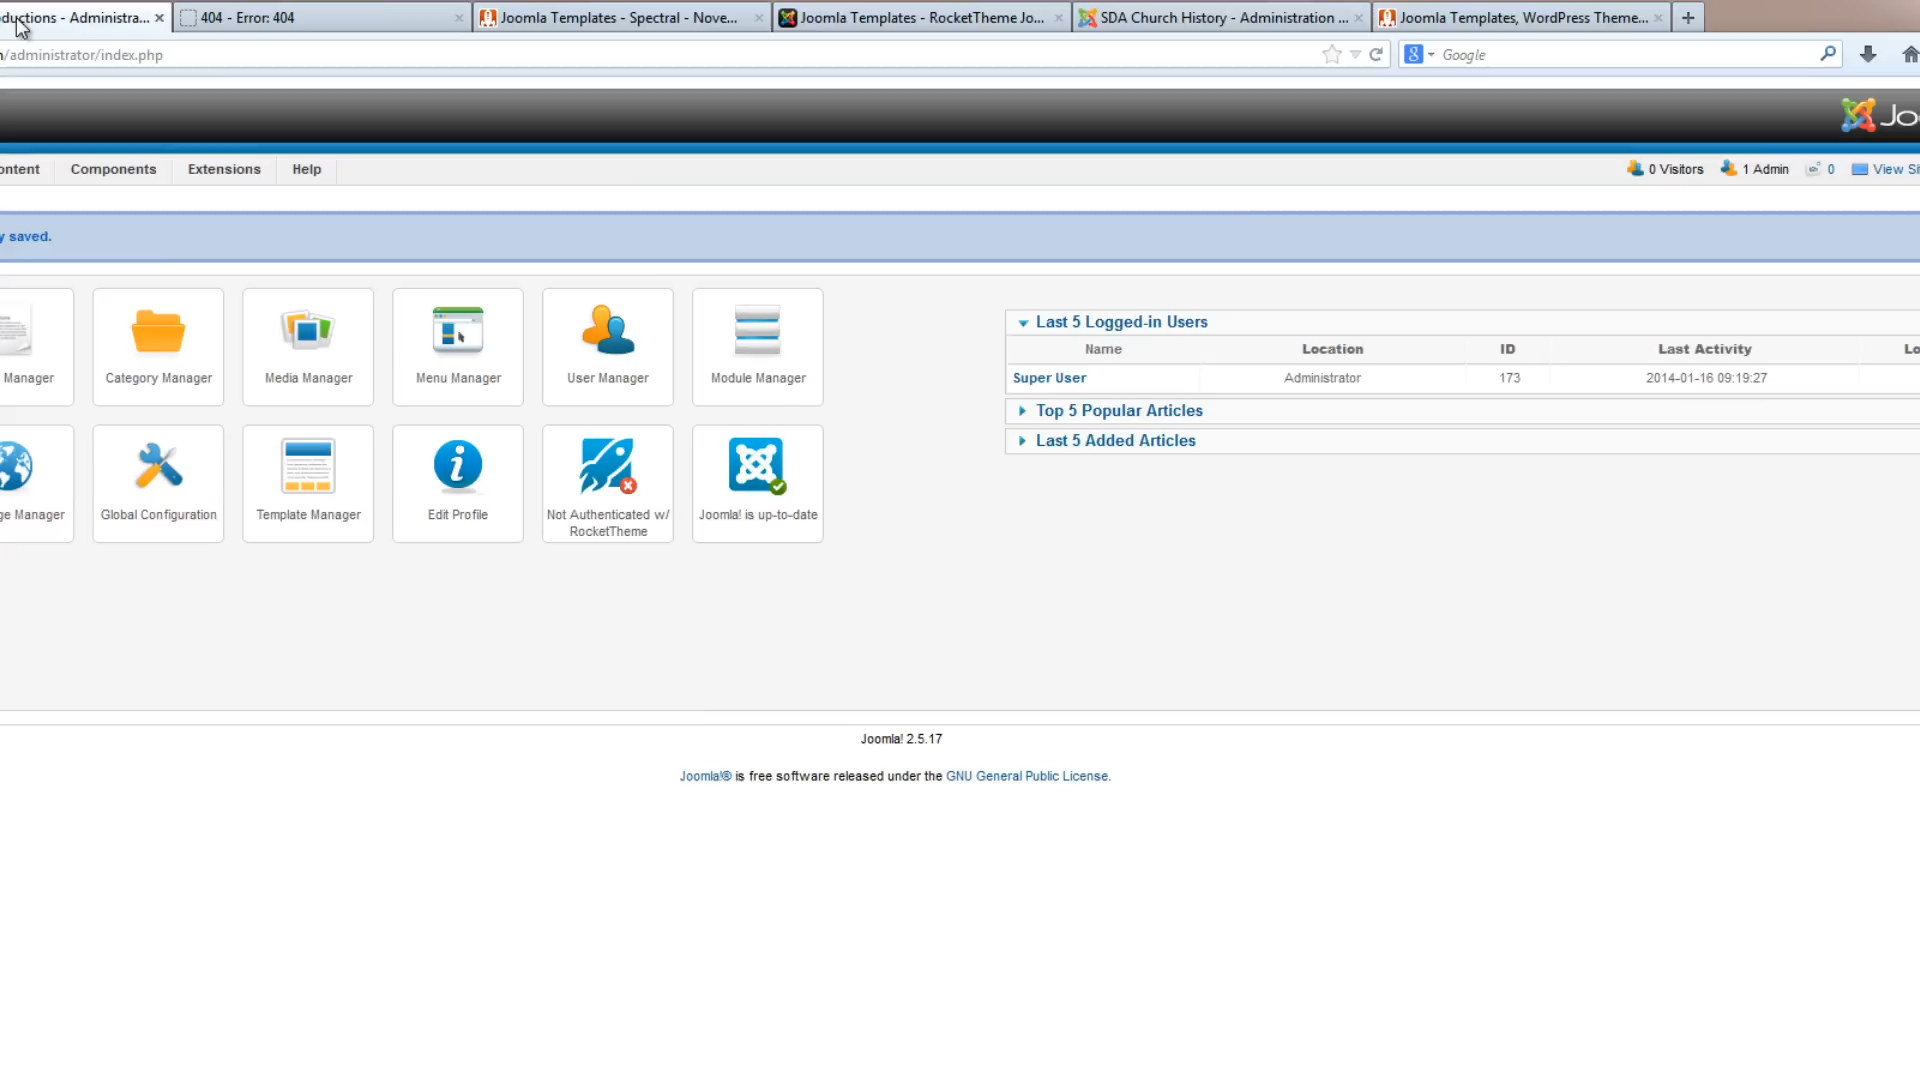 ductions - Administra...
404 - Error: 404
Joomla Templates - Spectral - Nove...
Joomla Templates - RocketTheme Jo...
SDA Church History - Administration ...
Joomla Templates, WordPress Theme...
/administrator/index.php
Google
Jo
ontent
Components
Extensions
Help
0 Visitors
1 Admin
0
View Si
y saved.
Manager
Category Manager
Media Manager
Menu Manager
User Manager
Module Manager
ge Manager
Global Configuration
Template Manager
Edit Profile
Not Authenticated w/
RocketTheme
Joomla! is up-to-date
Last 5 Logged-in Users
Name Location ID Last Activity Lo
Super User Administrator 173 2014-01-16 09:19:27
Top 5 Popular Articles
Last 5 Added Articles
Joomla! 2.5.17
Joomla!® is free software released under the GNU General Public License.